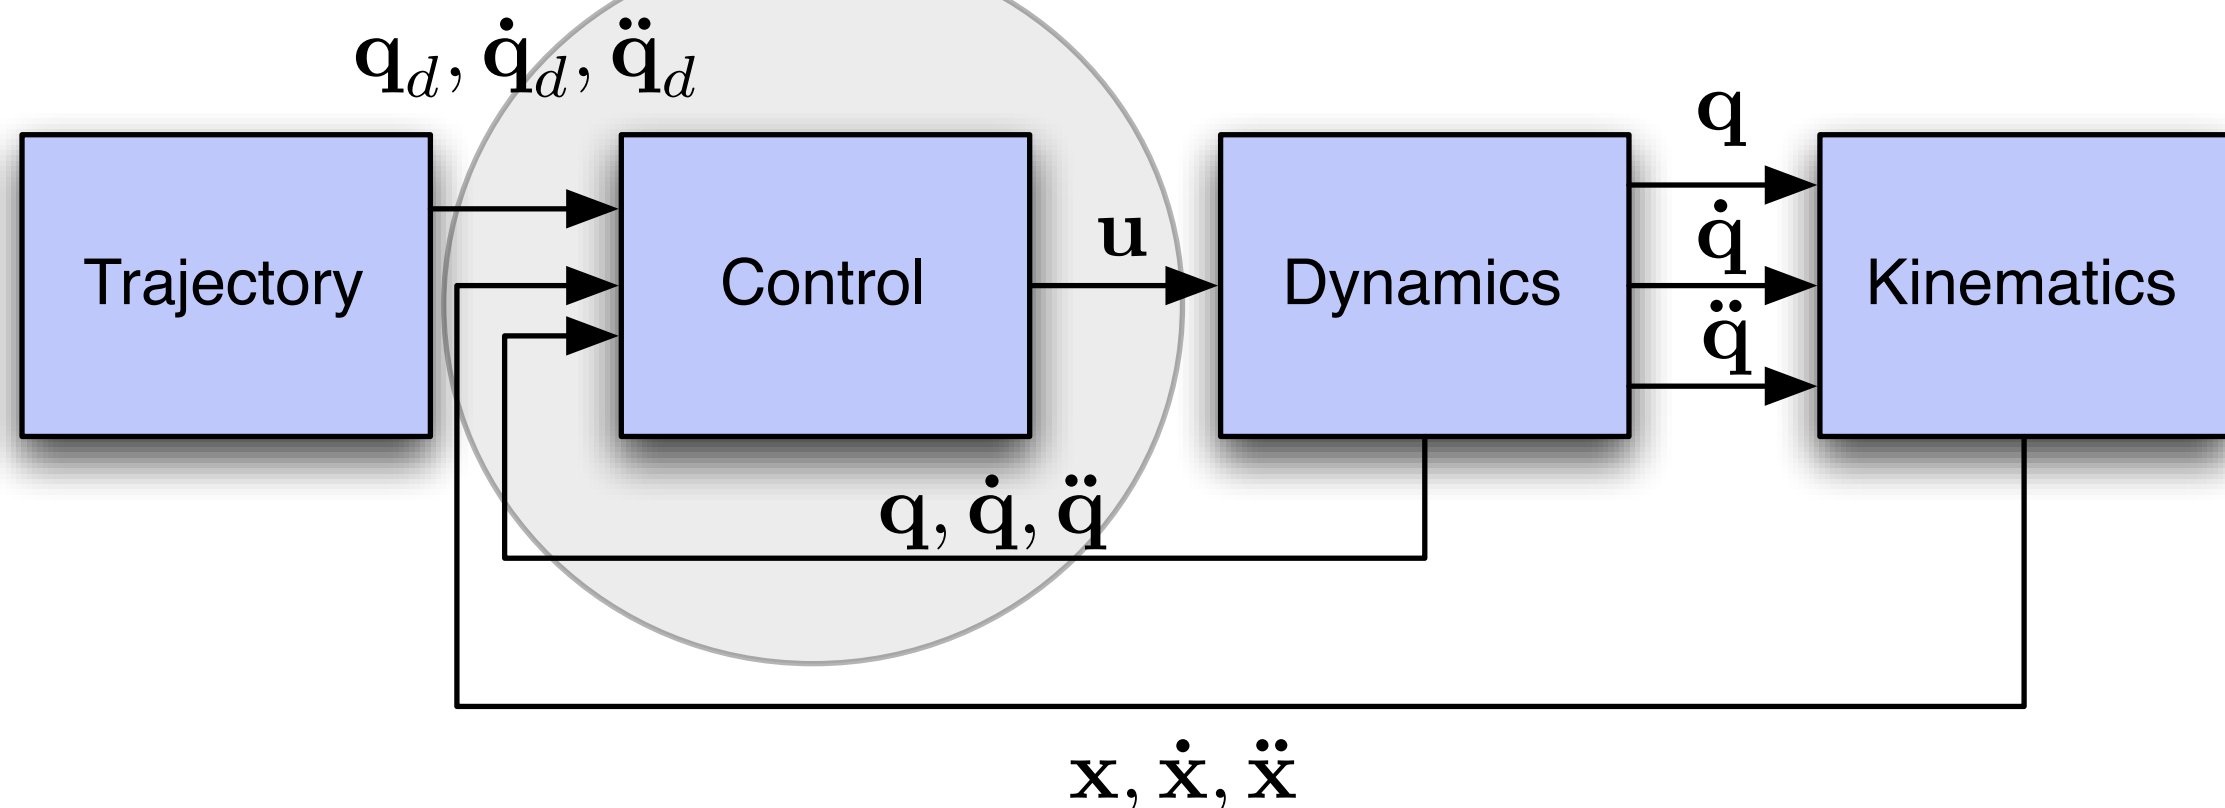 q_d, q̇_d, q̈_d
Trajectory
Control
u
Dynamics
q
q̇
q̈
Kinematics
q, q̇, q̈
x, ẋ, ẍ